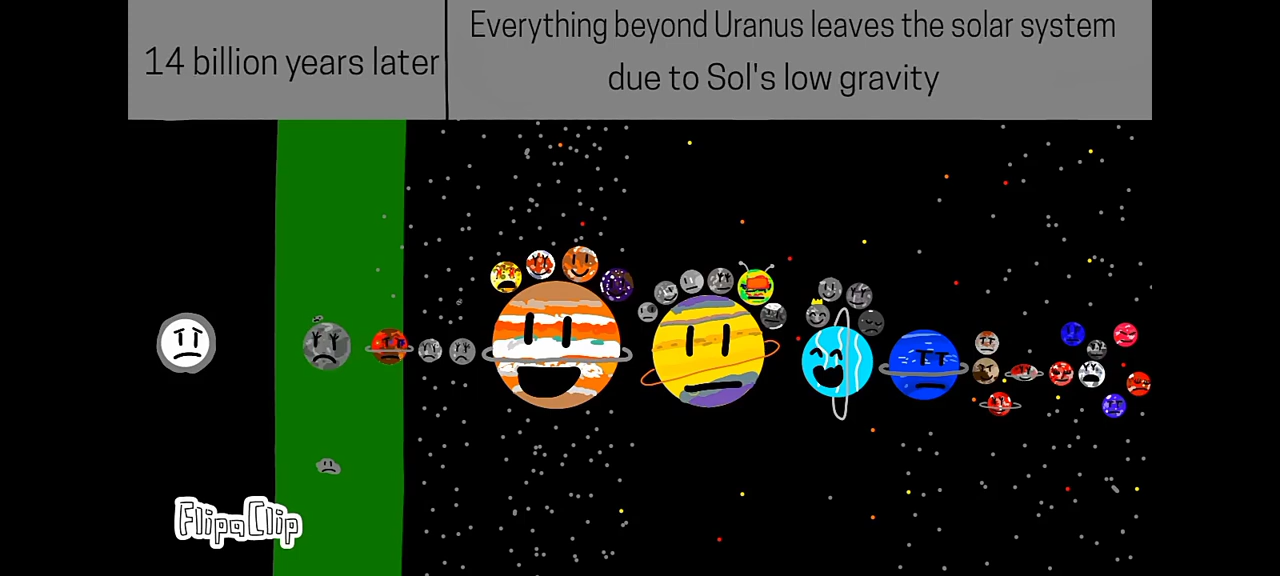 14 billion years later
Everything beyond Uranus leaves the solar system
due to Sol's low gravity
FlipaClip